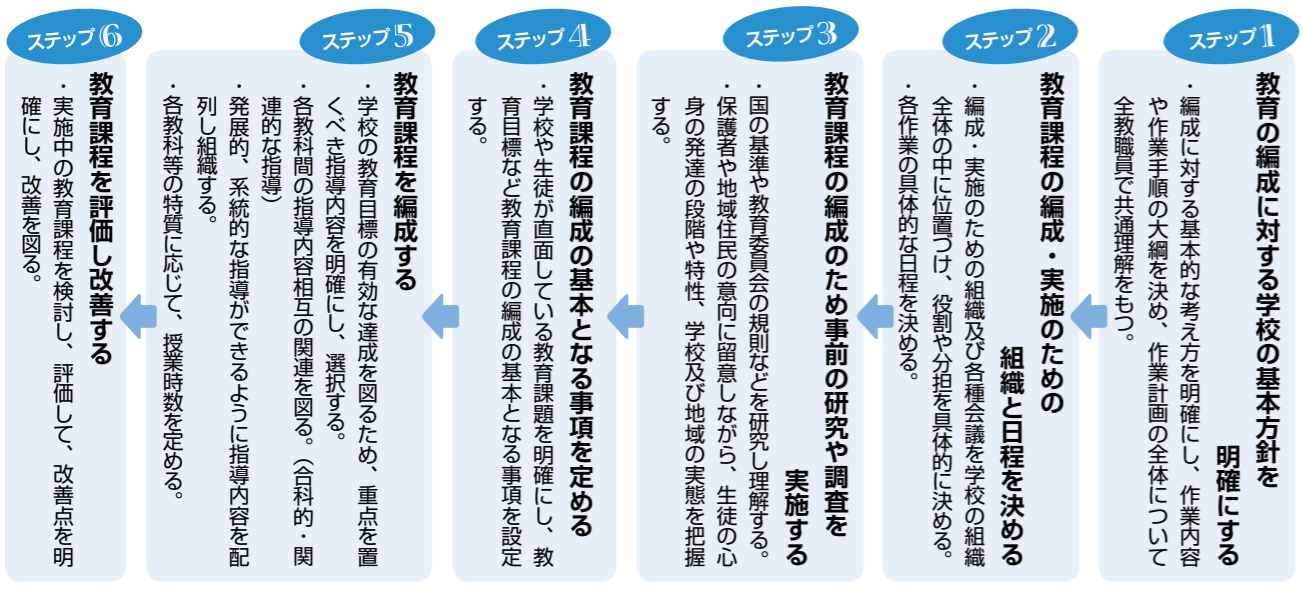 ステップ1
教育の編成に対する学校の基本方針を
明確にする
・編成に対する基本的な考え方を明確にし、作業内容
や作業手順の大綱を決め、作業計画の全体について
全教職員で共通理解をもつ。
ステップ2
教育課程の編成・実施のための
組織と日程を決める
・編成・実施のための組織及び各種会議を学校の組織
全体の中に位置づけ、役割や分担を具体的に決める。
・各作業の具体的な日程を決める。
ステップ3
教育課程の編成のため事前の研究や調査を
実施する
・国の基準や教育委員会の規則などを研究し理解する。
・保護者や地域住民の意向に留意しながら、生徒の心
身の発達の段階や特性、学校及び地域の実態を把握
する。
ステップ4
教育課程の編成の基本となる事項を定める
・学校や生徒が直面している教育課題を明確にし、教
育目標など教育課程の編成の基本となる事項を設定
する。
ステップ5
教育課程を編成する
・学校の教育目標の有効な達成を図るため、重点を置
くべき指導内容を明確にし、選択する。
・各教科間の指導内容相互の関連を図る。（合科的・関
連的な指導）
・発展的、系統的な指導ができるように指導内容を配
列し組織する。
・各教科等の特質に応じて、授業時数を定める。
ステップ6
教育課程を評価し改善する
・実施中の教育課程を検討し、評価して、改善点を明
確にし、改善を図る。